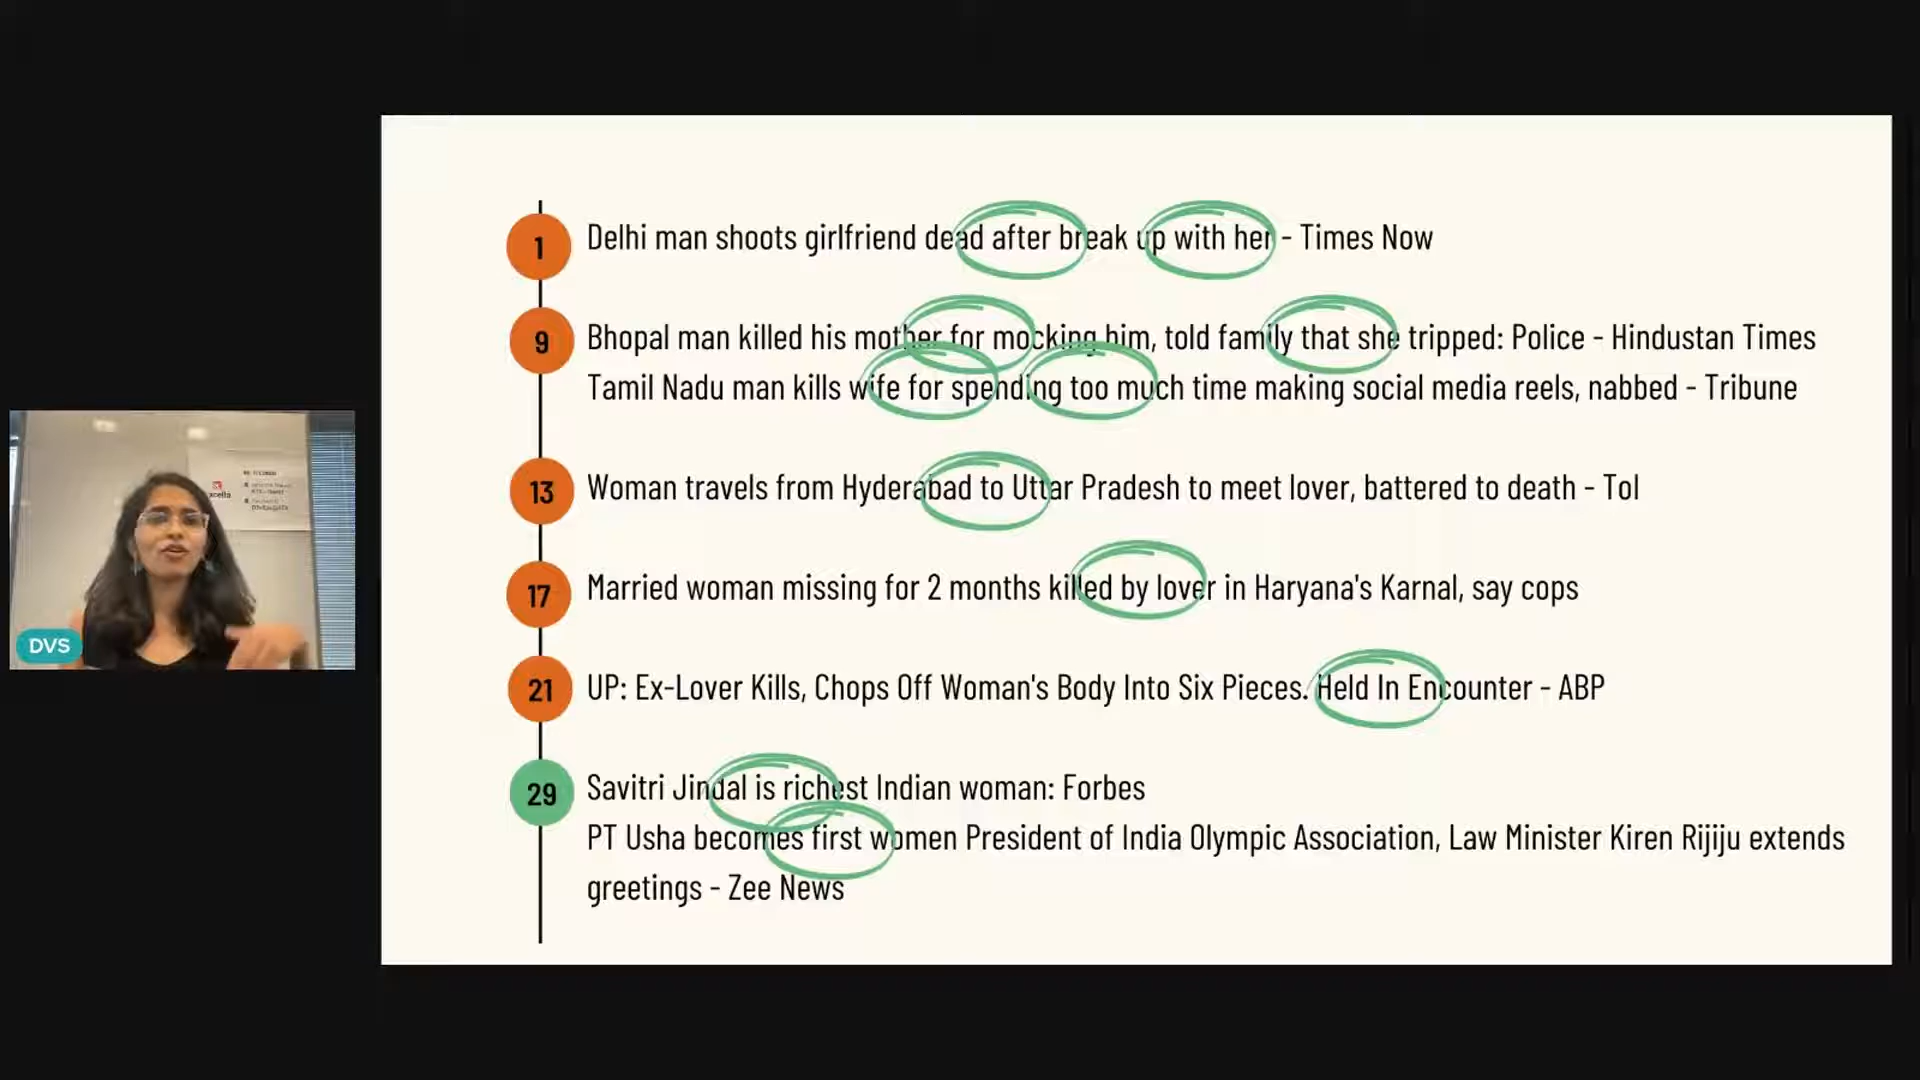 1
Delhi man shoots girlfriend dead after break up with her - Times Now
9
Bhopal man killed his mother for mocking him, told family that she tripped: Police - Hindustan Times
Tamil Nadu man kills wife for spending too much time making social media reels, nabbed - Tribune
13
Woman travels from Hyderabad to Uttar Pradesh to meet lover, battered to death - ToI
17
Married woman missing for 2 months killed by lover in Haryana's Karnal, say cops
21
UP: Ex-Lover Kills, Chops Off Woman's Body Into Six Pieces. Held In Encounter - ABP
29
Savitri Jindal is richest Indian woman: Forbes
PT Usha becomes first women President of India Olympic Association, Law Minister Kiren Rijiju extends
greetings - Zee News
DVS